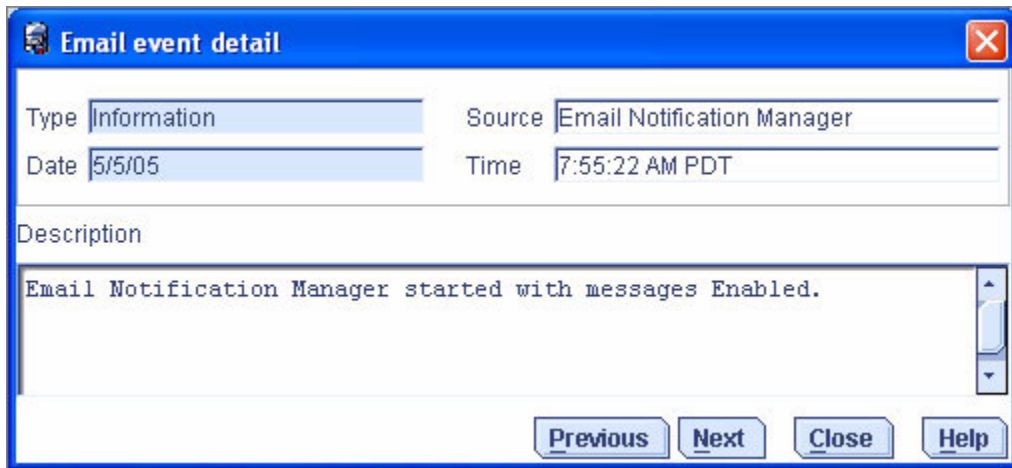 Email event detail
Type Information Source Email Notification Manager
Date 5/5/05 Time 7:55:22 AM PDT
Description
Email Notification Manager started with messages Enabled.
Previous Next Close Help